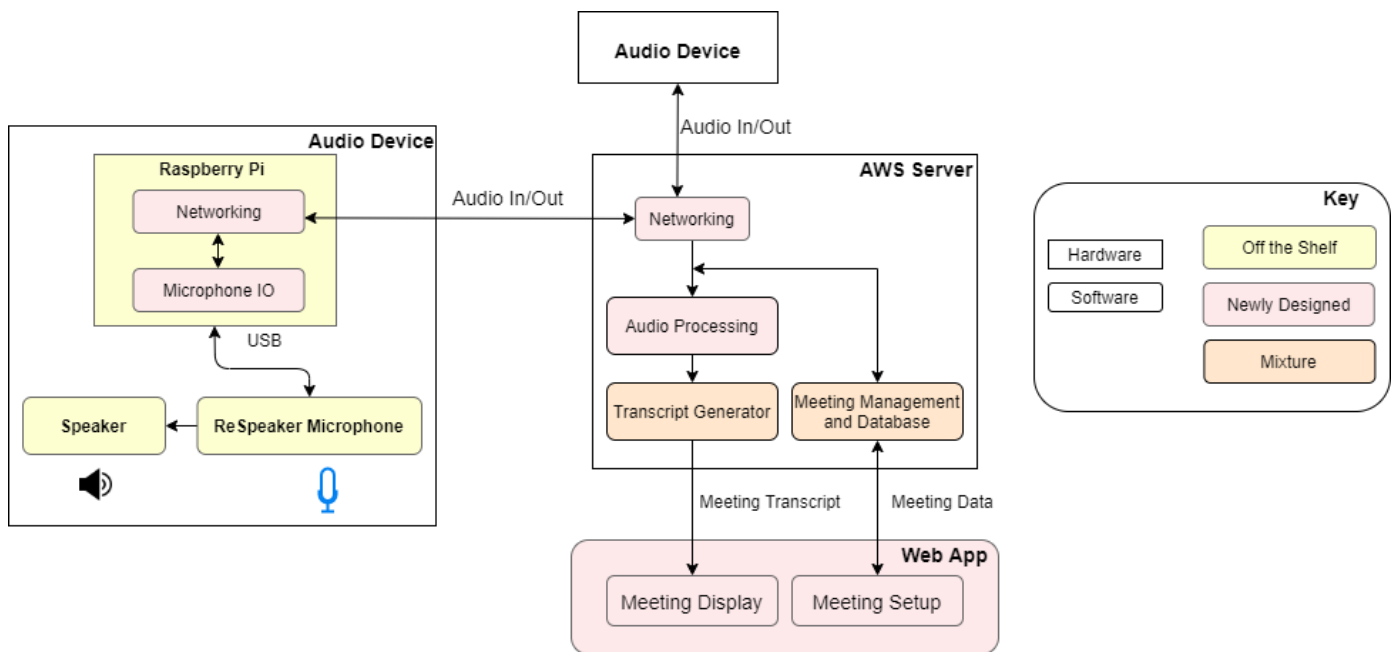 Audio Device
Audio In/Out
Audio Device
Raspberry Pi
Networking
Microphone IO
USB
Speaker
ReSpeaker Microphone
Audio In/Out
AWS Server
Networking
Audio Processing
Transcript Generator
Meeting Management
and Database
Meeting Transcript
Meeting Data
Web App
Meeting Display
Meeting Setup
Key
Hardware
Software
Off the Shelf
Newly Designed
Mixture